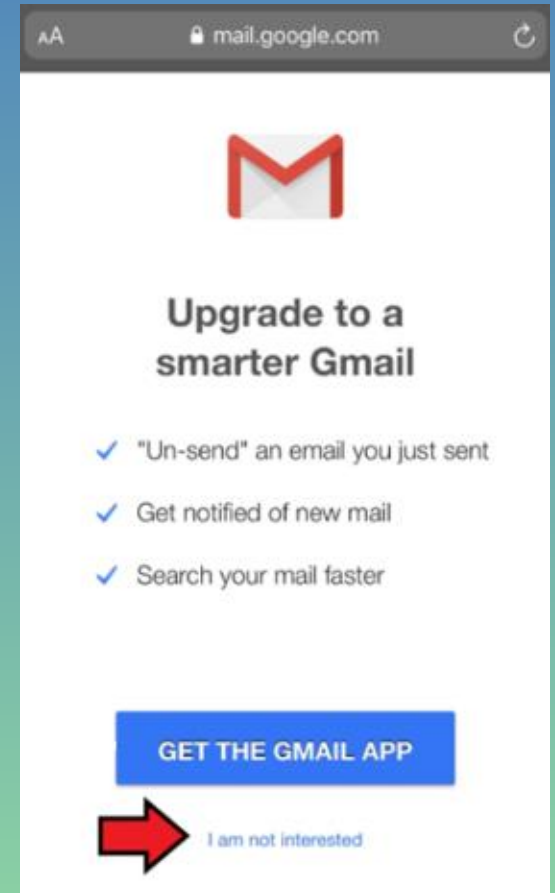 AA
mail.google.com
Upgrade to a
smarter Gmail
"Un-send" an email you just sent
Get notified of new mail
Search your mail faster
GET THE GMAIL APP
I am not interested